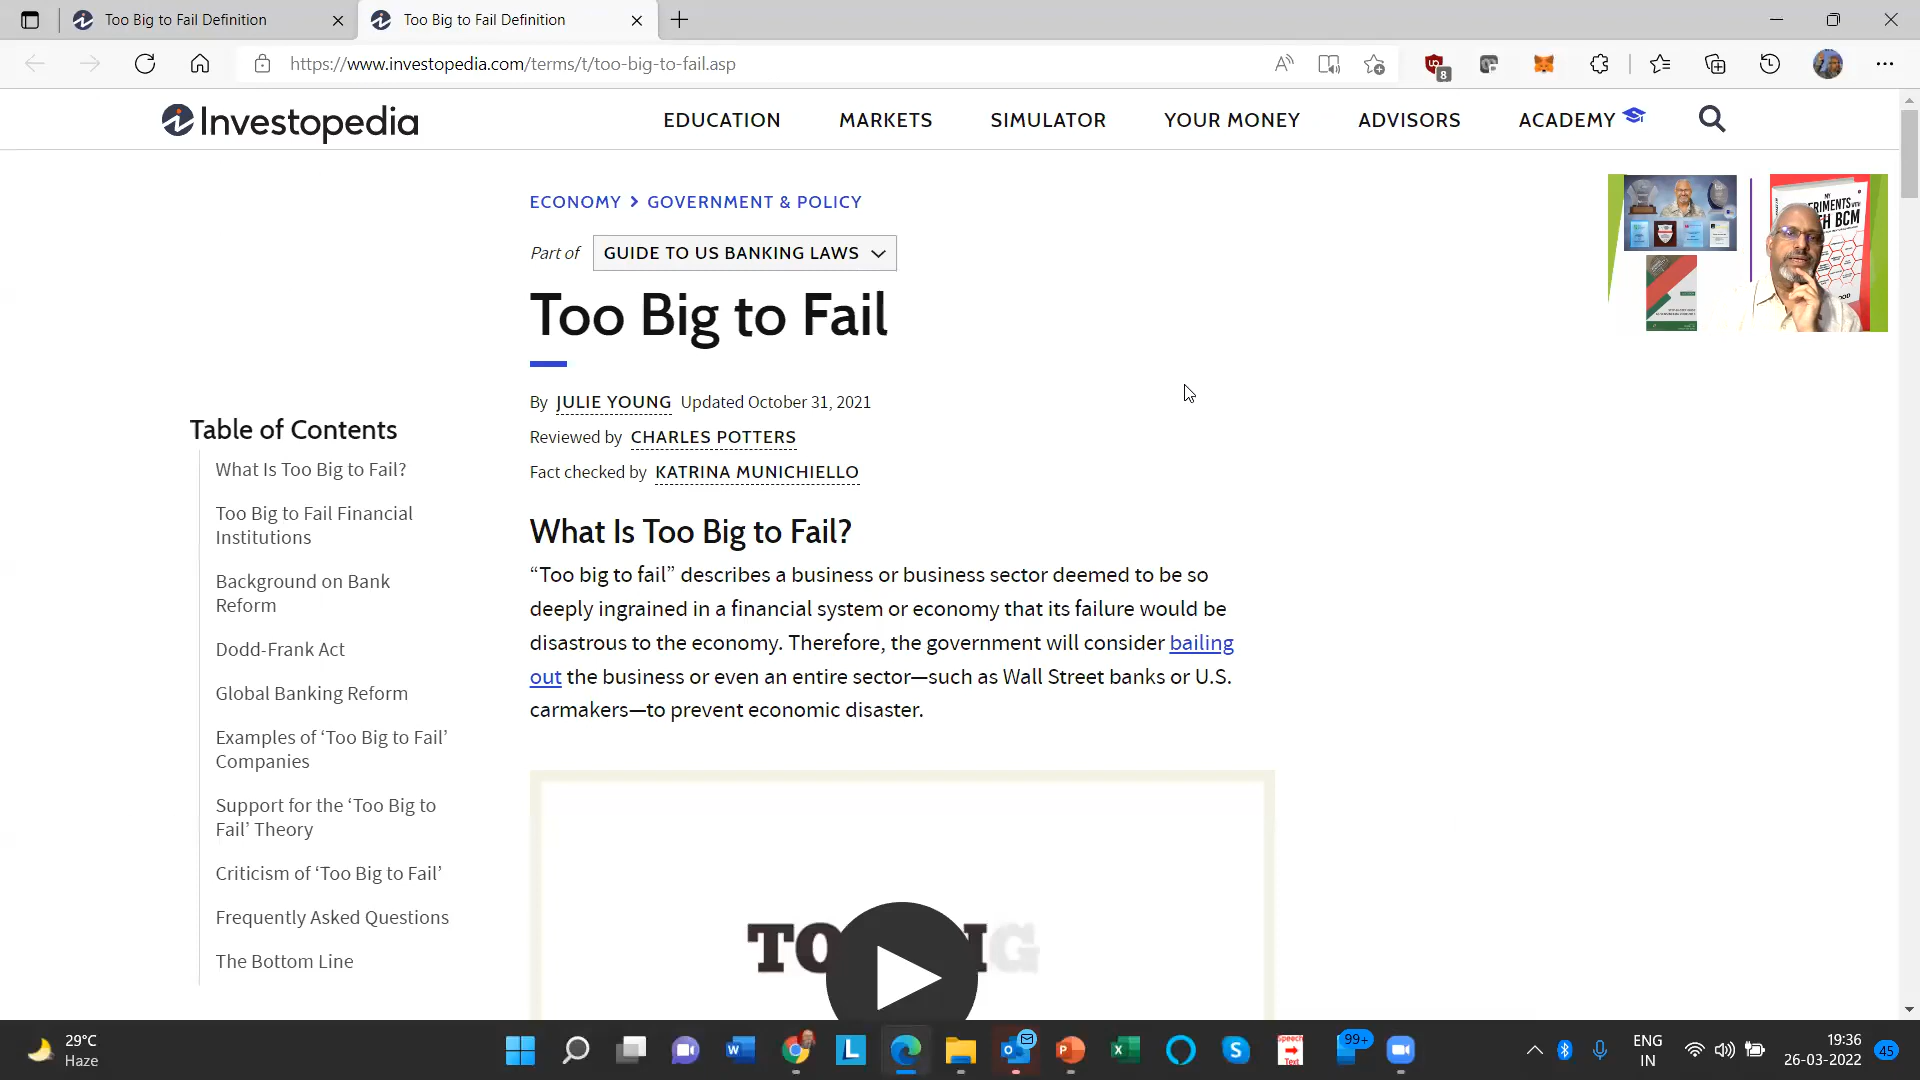 Too Big to Fail Definition
Too Big to Fail Definition
https://www.investopedia.com/terms/t/too-big-to-fail.asp
8
Investopedia
EDUCATION
MARKETS
SIMULATOR
YOUR MONEY
ADVISORS
ACADEMY
ECONOMY > GOVERNMENT & POLICY
Part of GUIDE TO US BANKING LAWS
Too Big to Fail
By JULIE YOUNG Updated October 31, 2021
Reviewed by CHARLES POTTERS
Fact checked by KATRINA MUNICHIELLO
Table of Contents
What Is Too Big to Fail?
Too Big to Fail Financial
Institutions
Background on Bank
Reform
Dodd-Frank Act
Global Banking Reform
Examples of ‘Too Big to Fail’
Companies
Support for the ‘Too Big to
Fail’ Theory
Criticism of ‘Too Big to Fail’
Frequently Asked Questions
The Bottom Line
What Is Too Big to Fail?
“Too big to fail” describes a business or business sector deemed to be so
deeply ingrained in a financial system or economy that its failure would be
disastrous to the economy. Therefore, the government will consider bailing
out the business or even an entire sector—such as Wall Street banks or U.S.
carmakers—to prevent economic disaster.
MY
BCM
29°C
Haze
Speech
Text
99+
ENG
IN
19:36
26-03-2022
45